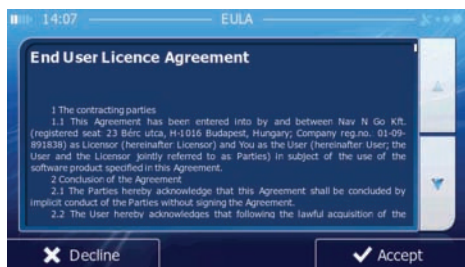 14:07
EULA
End User Licence Agreement
1 The contracting parties
1.1 This Agreement has been entered into by and between Nav N Go Kft.
(registered seat 23 Bérc utca, H-1016 Budapest, Hungary; Company reg.no. 01-09-
891838) as Licensor (hereinafter Licensor) and You as the User (hereinafter User; the
User and the Licensor jointly referred to as Parties) in subject of the use of the
software product specified in this Agreement.
2 Conclusion of the Agreement
2.1 The Parties hereby acknowledge that this Agreement shall be concluded by
implicit conduct of the Parties without signing the Agreement.
2.2 The User hereby acknowledges that following the lawful acquisition of the
Decline
Accept